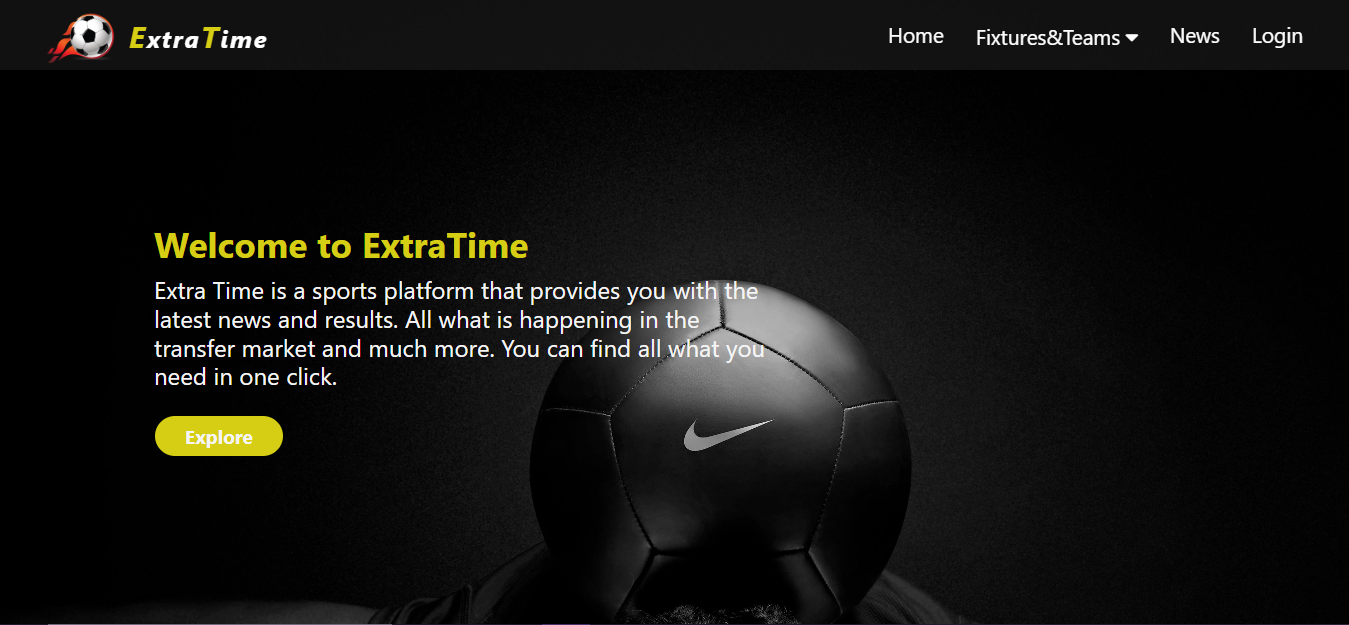 ExtraTime
Home
Fixtures&Teams
News
Login
Welcome to ExtraTime
Extra Time is a sports platform that provides you with the
latest news and results. All what is happening in the
transfer market and much more. You can find all what you
need in one click.
Explore